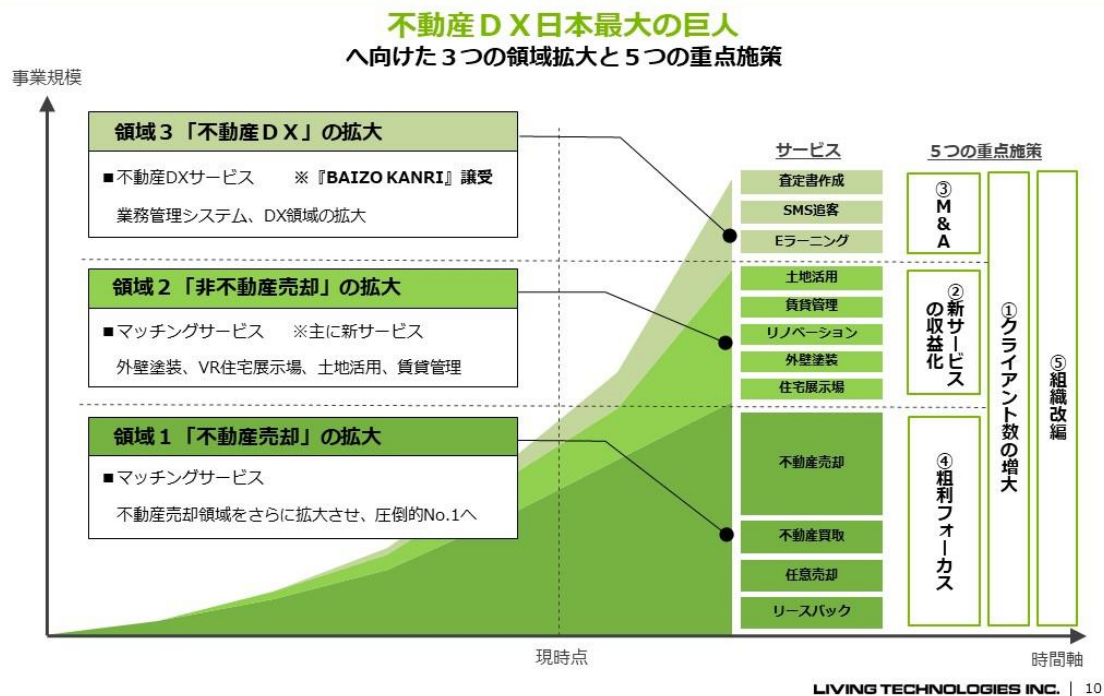 不動産ＤＸ日本最大の巨人
へ向けた３つの領域拡大と５つの重点施策
事業規模
領域３「不動産ＤＸ」の拡大
■不動産DXサービス　※『BAIZO KANRI』譲受
業務管理システム、DX領域の拡大
領域２「非不動産売却」の拡大
■マッチングサービス　※主に新サービス
外壁塗装、VR住宅展示場、土地活用、賃貸管理
領域１「不動産売却」の拡大
■マッチングサービス
不動産売却領域をさらに拡大させ、圧倒的No.1へ
サービス
査定書作成
SMS追客
Eラーニング
土地活用
賃貸管理
リノベーション
外壁塗装
住宅展示場
不動産売却
不動産買取
任意売却
リースバック
５つの重点施策
③M&A
②新サービス
の収益化
④粗利フォーカス
①クライアント数の増大
⑤組織改編
現時点
時間軸
LIVING TECHNOLOGIES INC. | 10